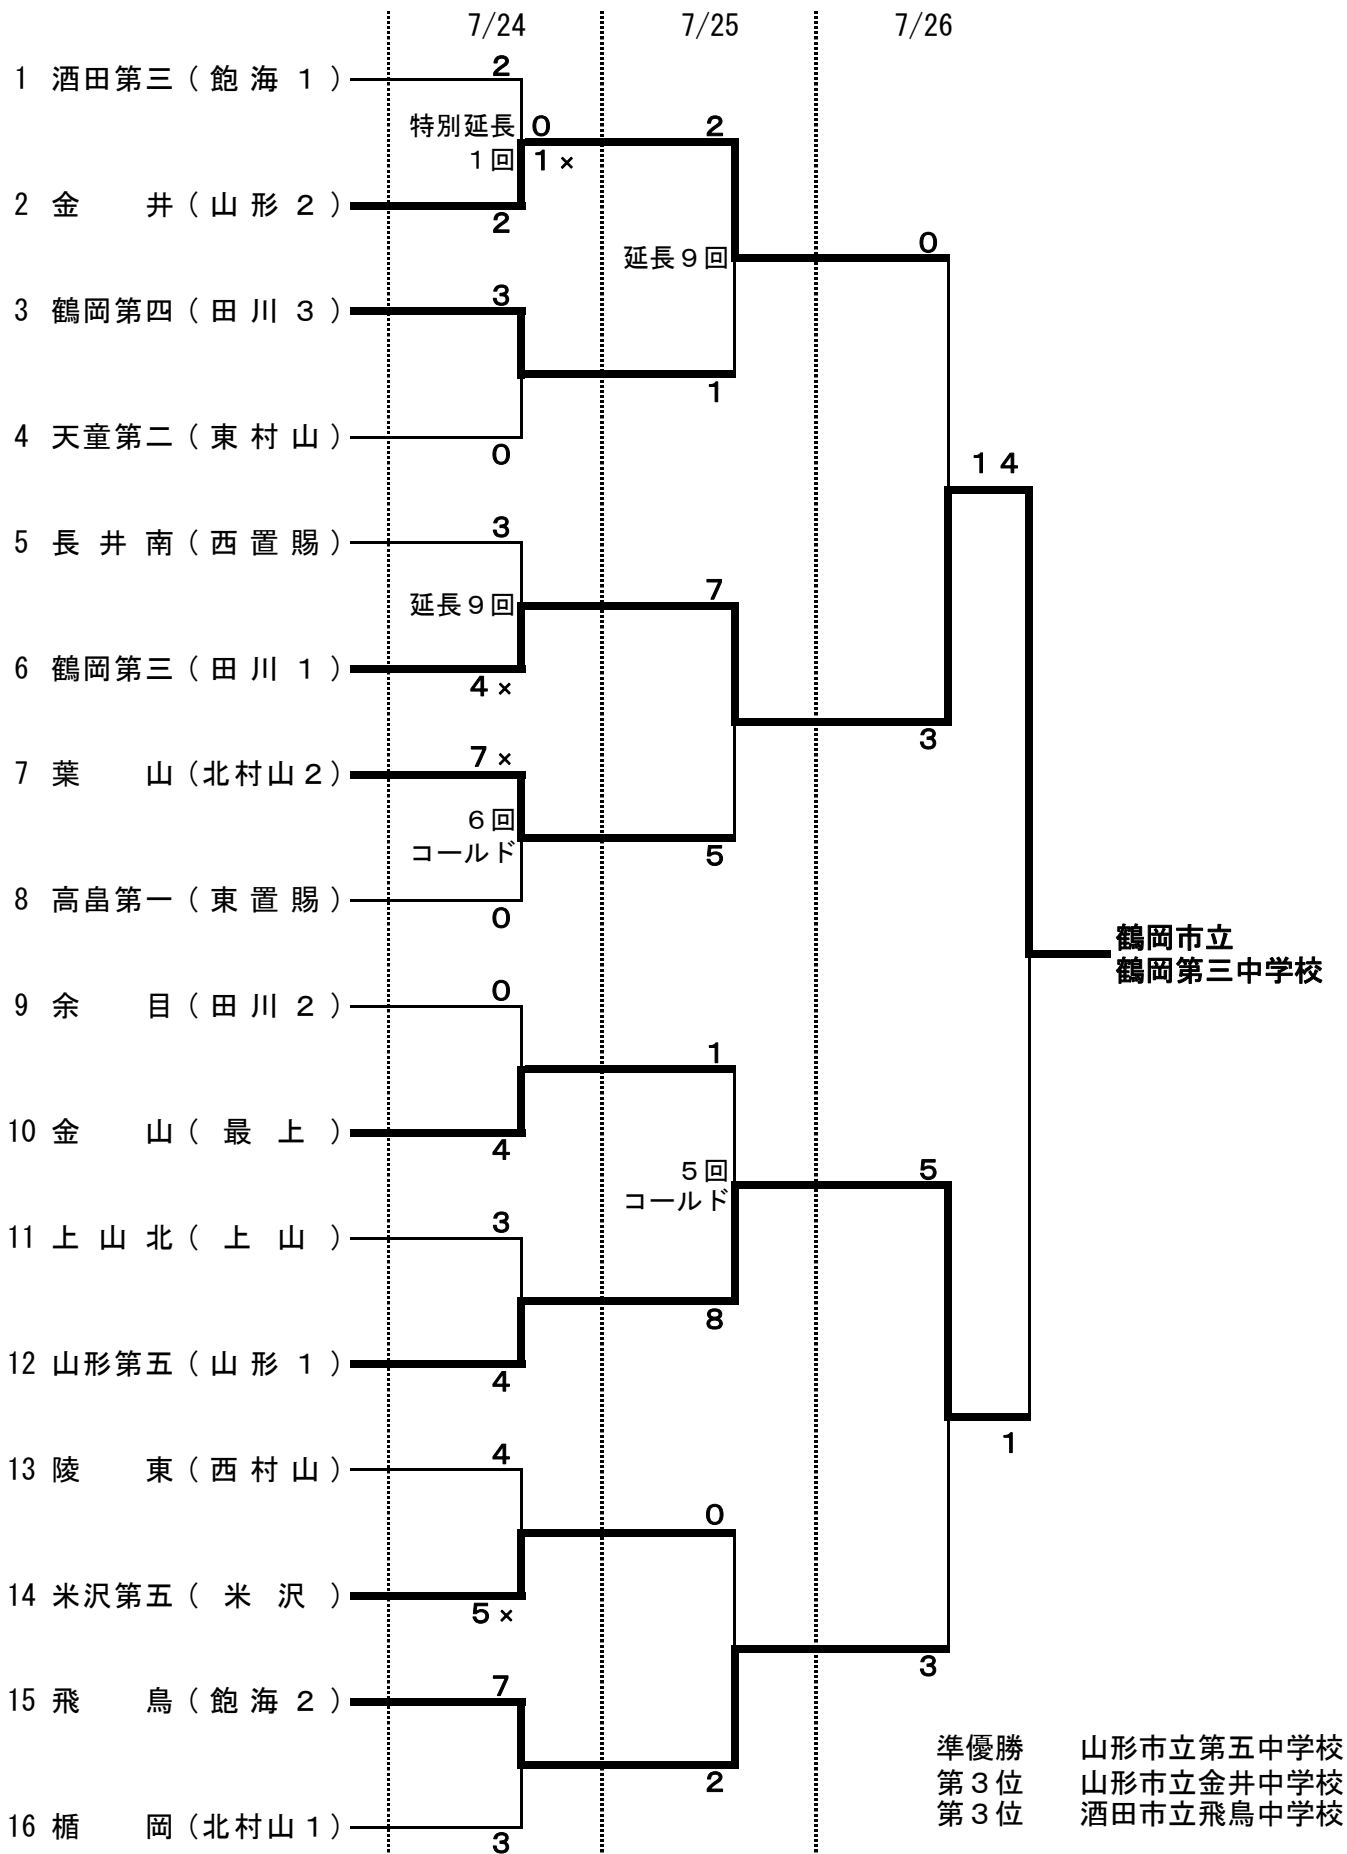 7/24 7/25 7/26
2
1 酒田第三(飽海1)
特別延長 0 2
1回 1×
2 金井(山形2)
2
0
延長9回
3
3 鶴岡第四(田川3)
1
4 天童第二(東村山)
0
14
3
5 長井南(西置賜)
7
延長9回
6 鶴岡第三(田川1)
4×
3
7×
7 葉山(北村山2)
6回
コールド
5
8 高畠第一(東置賜)
0
鶴岡市立
鶴岡第三中学校
0
9 余目(田川2)
1
10 金山(最上)
4
5回
コールド
5
3
11 上山北(上山)
8
12 山形第五(山形1)
4
1
4
13 陵東(西村山)
0
14 米沢第五(米沢)
5×
3
7
15 飛鳥(飽海2)
2
16 楯岡(北村山1)
3
準優勝 山形市立第五中学校
第3位 山形市立金井中学校
第3位 酒田市立飛鳥中学校